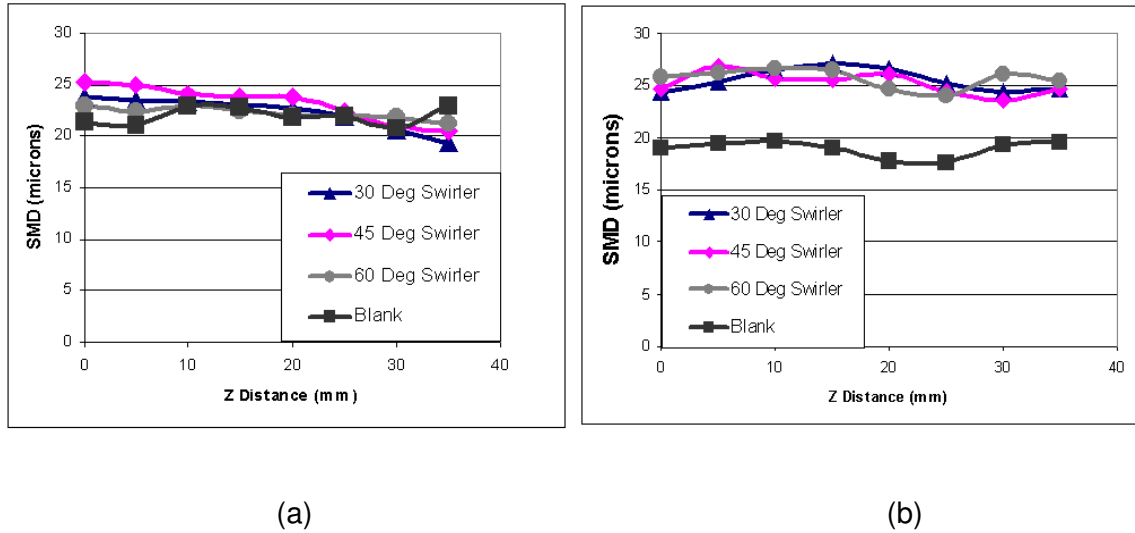 30
25
20
15
10
5
0
SMD (microns)
30 Deg Swirler
45 Deg Swirler
60 Deg Swirler
Blank
0 10 20 30 40
Z Distance (mm)
30
25
20
15
10
5
0
SMD (microns)
30 Deg Swirler
45 Deg Swirler
60 Deg Swirler
Blank
0 10 20 30 40
Z Distance (mm)
(a) (b)